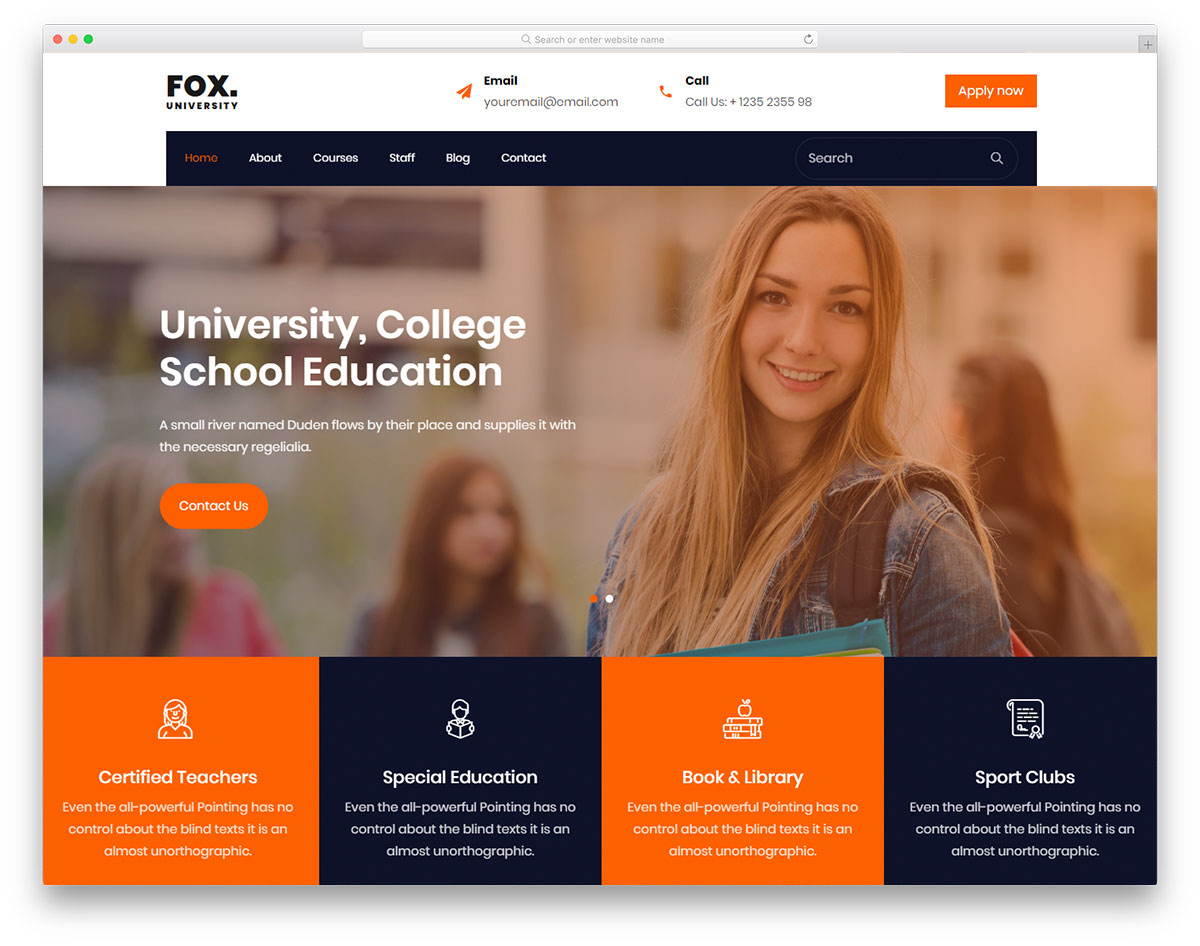 Search or enter website name
FOX.
UNIVERSITY
Email
youremail@email.com
Call
Call Us: + 1235 2355 98
Apply now
Home About Courses Staff Blog Contact
Search
University, College
School Education
A small river named Duden flows by their place and supplies it with
the necessary regelialia.
Contact Us
Certified Teachers
Even the all-powerful Pointing has no
control about the blind texts it is an
almost unorthographic.
Special Education
Even the all-powerful Pointing has no
control about the blind texts it is an
almost unorthographic.
Book & Library
Even the all-powerful Pointing has no
control about the blind texts it is an
almost unorthographic.
Sport Clubs
Even the all-powerful Pointing has no
control about the blind texts it is an
almost unorthographic.